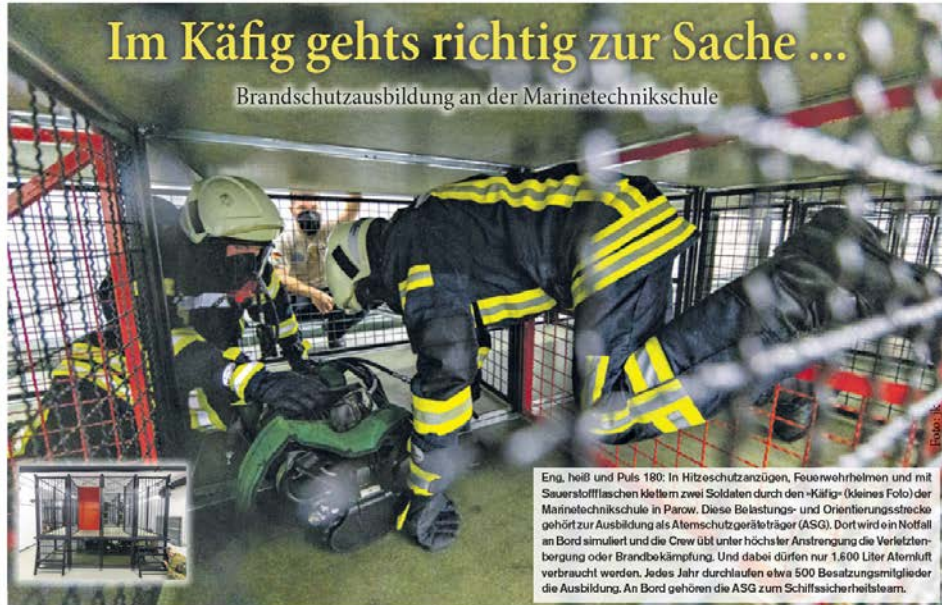 Im Käfig gehts richtig zur Sache ...
Brandschutzausbildung an der Marinetechnikschule
Eng, heiß und Puls 180: In Hitzeschutzanzügen, Feuerwehrhelmen und mit
Sauerstoffflaschen klettern zwei Soldaten durch den »Käfig« (kleines Foto) der
Marinetechnikschule in Parow. Diese Belastungs- und Orientierungsstrecke
gehört zur Ausbildung als Atemschutzgeräteträger (ASG). Dort wird ein Notfall
an Bord simuliert und die Crew übt unter höchster Anstrengung die Verletzten-
bergung oder Brandbekämpfung. Und dabei dürfen nur 1.600 Liter Atemluft
verbraucht werden. Jedes Jahr durchlaufen etwa 500 Besatzungsmitglieder
die Ausbildung. An Bord gehören die ASG zum Schiffssicherheitsteam.